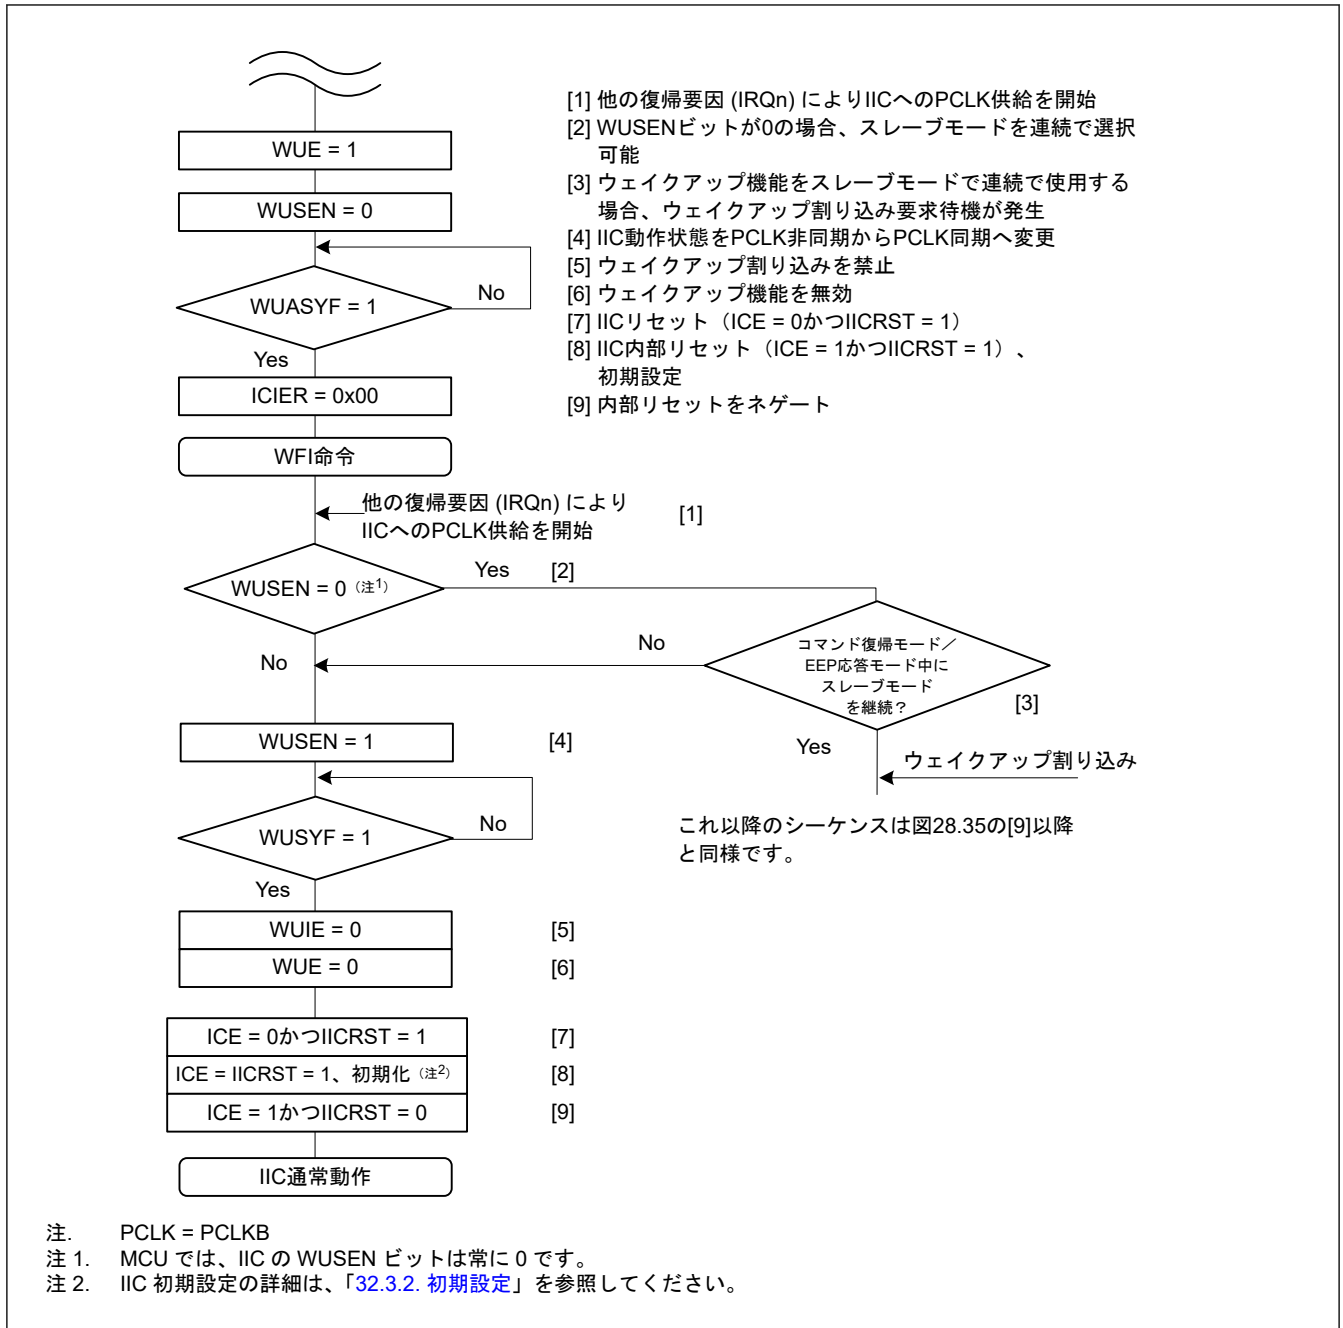 [1] 他の復帰要因 (IRQn) によりIICへのPCLK供給を開始
[2] WUSENビットが0の場合、スレーブモードを連続で選択
可能
[3] ウェイクアップ機能をスレーブモードで連続で使用する
場合、ウェイクアップ割り込み要求待機が発生
[4] IIC動作状態をPCLK非同期からPCLK同期へ変更
[5] ウェイクアップ割り込みを禁止
[6] ウェイクアップ機能を無効
[7] IICリセット（ICE = 0かつIICRST = 1）
[8] IIC内部リセット（ICE = 1かつIICRST = 1）、
初期設定
[9] 内部リセットをネゲート
WUE = 1
WUSEN = 0
WUASYF = 1
No
Yes
ICIER = 0x00
WFI命令
他の復帰要因 (IRQn) により
IICへのPCLK供給を開始
[1]
WUSEN = 0（注1）
Yes
[2]
No
コマンド復帰モード／
EEP応答モード中に
スレーブモード
を継続？
[3]
No
Yes
ウェイクアップ割り込み
これ以降のシーケンスは図28.35の[9]以降
と同様です。
WUSEN = 1
[4]
WUSYF = 1
No
Yes
WUIE = 0
[5]
WUE = 0
[6]
ICE = 0かつIICRST = 1
[7]
ICE = IICRST = 1、初期化（注2）
[8]
ICE = 1かつIICRST = 0
[9]
IIC通常動作
注. PCLK = PCLKB
注 1. MCU では、IIC の WUSEN ビットは常に 0 です。
注 2. IIC 初期設定の詳細は、「32.3.2. 初期設定」を参照してください。